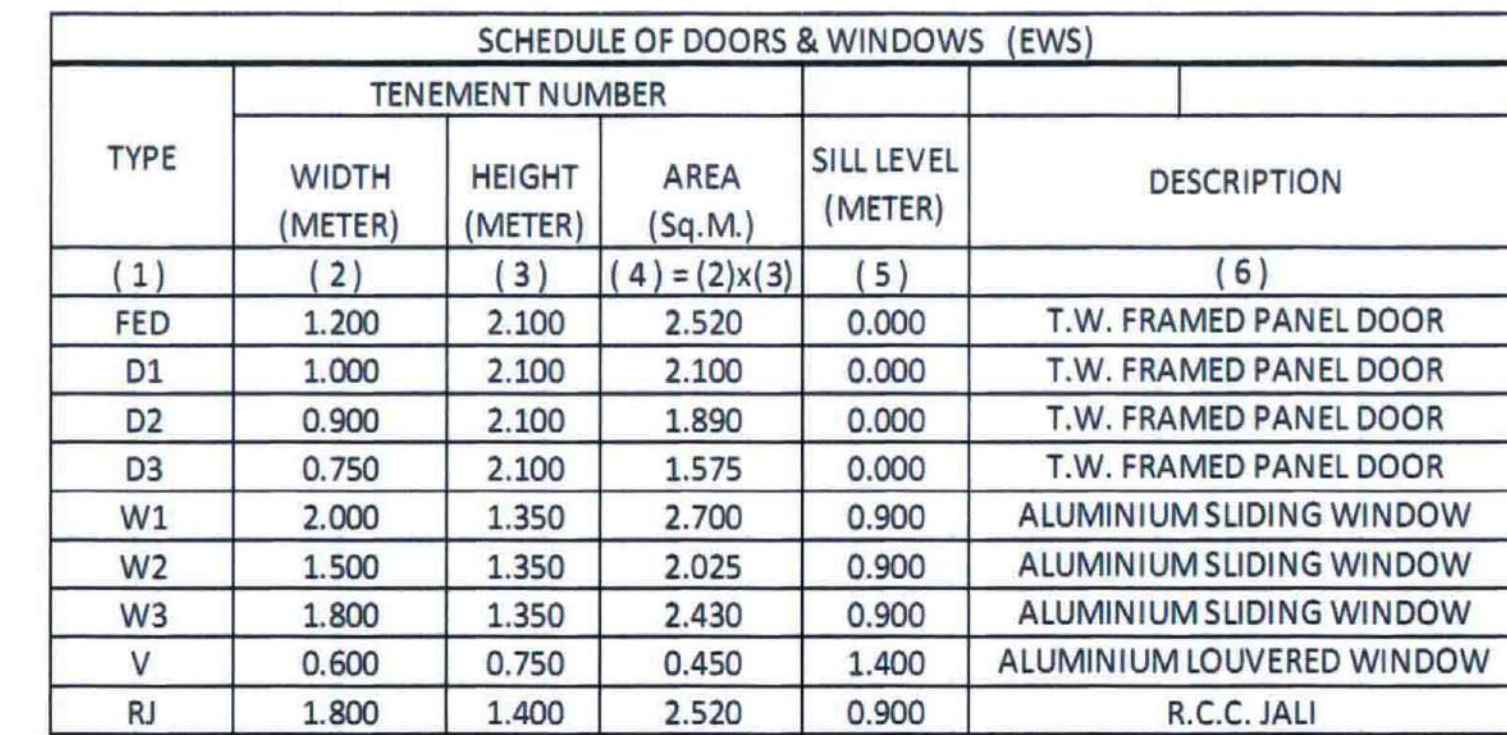 SCHEDULE OF DOORS & WINDOWS (EWS)
TENEMENT NUMBER
TYPE WIDTH (METER) HEIGHT (METER) AREA (Sq.M.) SILL LEVEL (METER) DESCRIPTION
( 1 ) ( 2 ) ( 3 ) ( 4 ) = (2)x(3) ( 5 ) ( 6 )
FED 1.200 2.100 2.520 0.000 T.W. FRAMED PANEL DOOR
D1 1.000 2.100 2.100 0.000 T.W. FRAMED PANEL DOOR
D2 0.900 2.100 1.890 0.000 T.W. FRAMED PANEL DOOR
D3 0.750 2.100 1.575 0.000 T.W. FRAMED PANEL DOOR
W1 2.000 1.350 2.700 0.900 ALUMINIUM SLIDING WINDOW
W2 1.500 1.350 2.025 0.900 ALUMINIUM SLIDING WINDOW
W3 1.800 1.350 2.430 0.900 ALUMINIUM SLIDING WINDOW
V 0.600 0.750 0.450 1.400 ALUMINIUM LOUVERED WINDOW
RJ 1.800 1.400 2.520 0.900 R.C.C. JALI